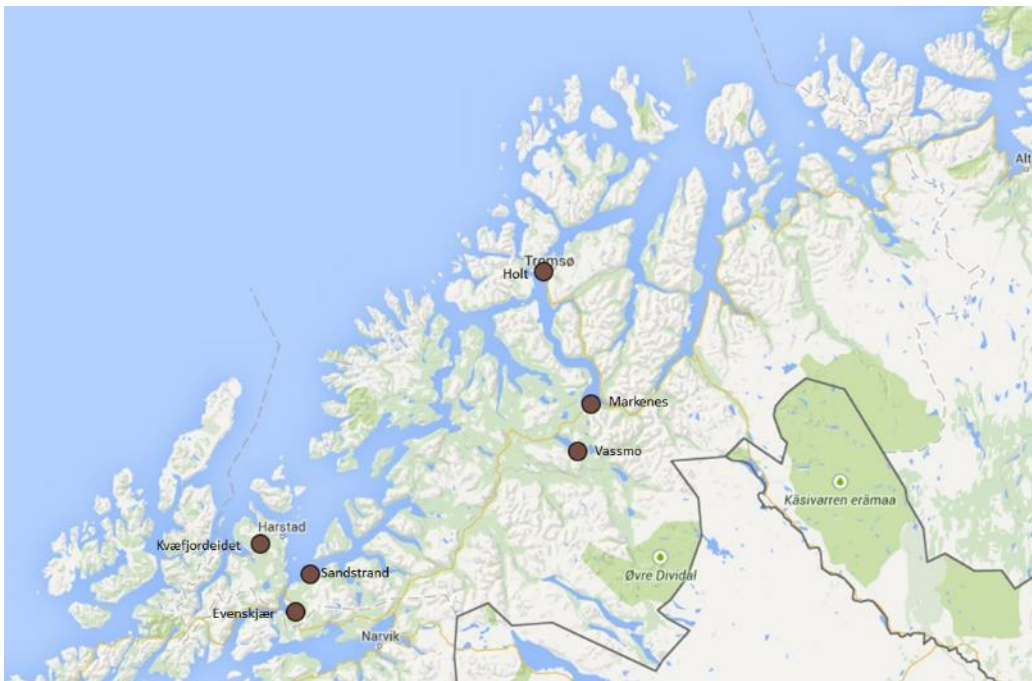 Alt
Tromsø
Holt
Markenes
Vassmo
Käsivarren erämaa
Harstad
Kvæfjordeidet
Sandstrand
Øvre Dividal
Evenskjær
Narvik